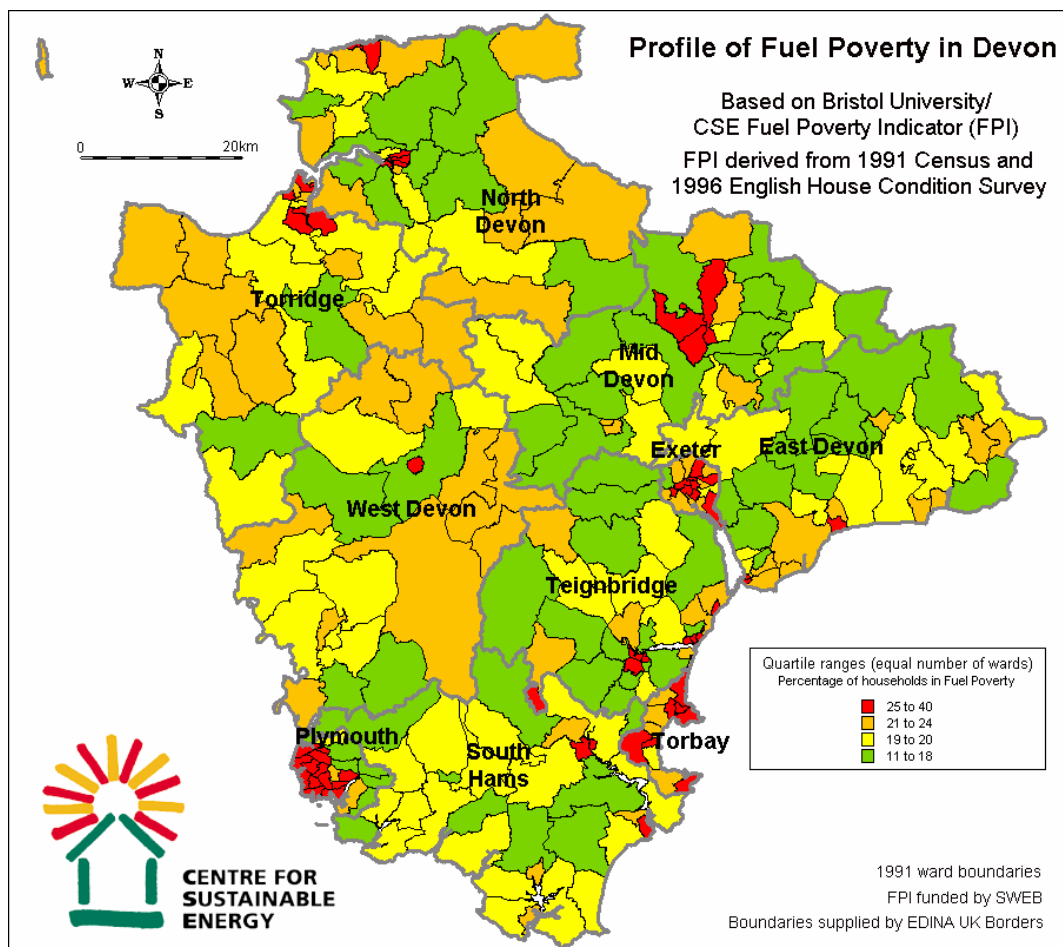 Profile of Fuel Poverty in Devon
Based on Bristol University/
CSE Fuel Poverty Indicator (FPI)
FPI derived from 1991 Census and
1996 English House Condition Survey
N
W E
S
0 20km
North
Devon
Torridge
Mid
Devon
Exeter
East Devon
West Devon
Teignbridge
Plymouth
South
Hams
Torbay
Quartile ranges (equal number of wards)
Percentage of households in Fuel Poverty
25 to 40
21 to 24
19 to 20
11 to 18
CENTRE FOR
SUSTAINABLE
ENERGY
1991 ward boundaries
FPI funded by SWEB
Boundaries supplied by EDINA UK Borders